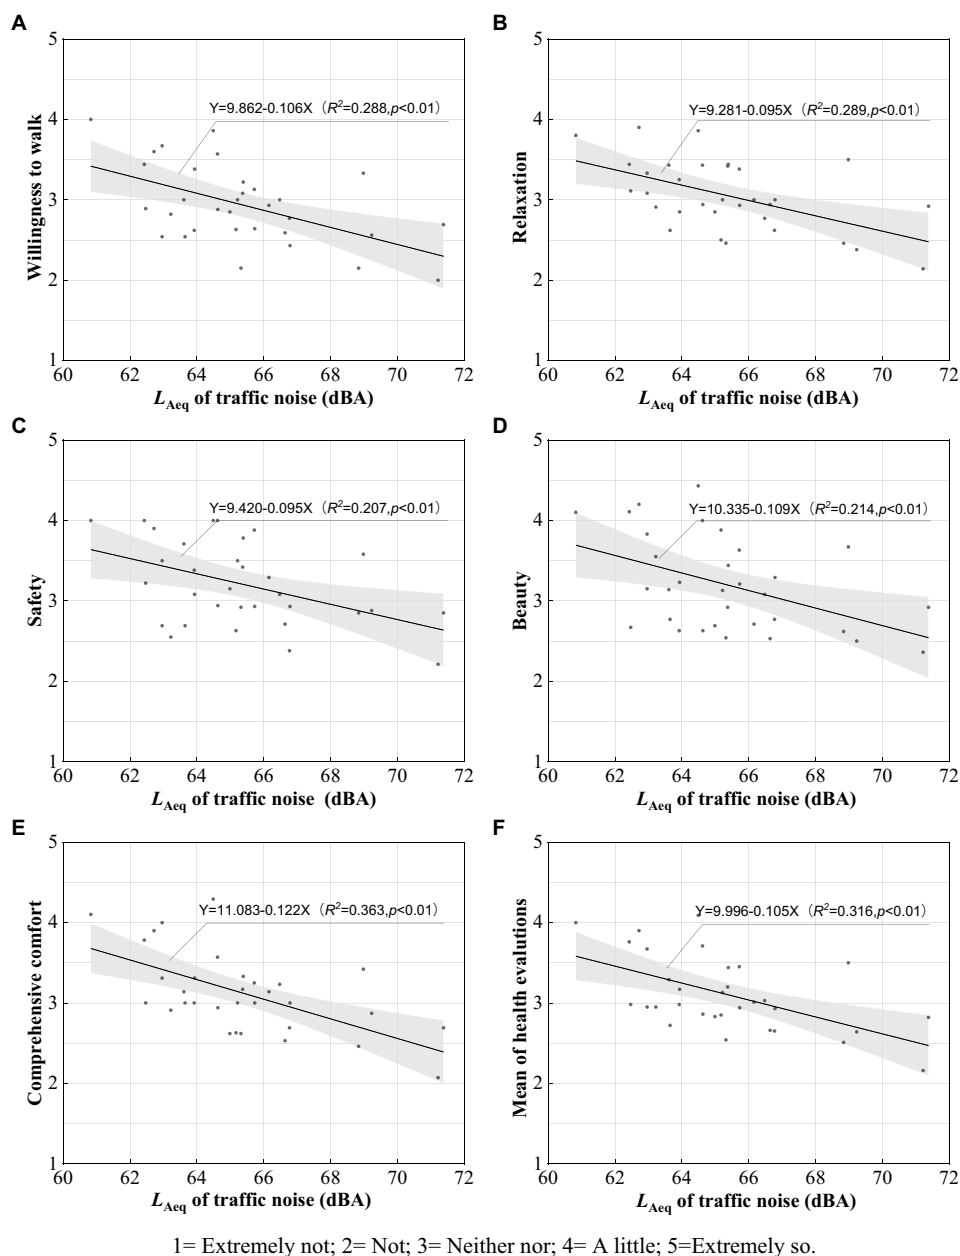 A
B
5
4
3
2
1
Willingness to walk
Y=9.862-0.106X（R²=0.288,p<0.01）
60 62 64 66 68 70 72
LAeq of traffic noise (dBA)
5
4
3
2
1
Relaxation
Y=9.281-0.095X（R²=0.289,p<0.01）
60 62 64 66 68 70 72
LAeq of traffic noise (dBA)
C
D
5
4
3
2
1
Safety
Y=9.420-0.095X（R²=0.207,p<0.01）
60 62 64 66 68 70 72
LAeq of traffic noise (dBA)
5
4
3
2
1
Beauty
Y=10.335-0.109X（R²=0.214,p<0.01）
60 62 64 66 68 70 72
LAeq of traffic noise (dBA)
E
F
5
4
3
2
1
Comprehensive comfort
Y=11.083-0.122X（R²=0.363,p<0.01）
60 62 64 66 68 70 72
LAeq of traffic noise (dBA)
5
4
3
2
1
Mean of health evalutions
Y=9.996-0.105X（R²=0.316,p<0.01）
60 62 64 66 68 70 72
LAeq of traffic noise (dBA)
1= Extremely not; 2= Not; 3= Neither nor; 4= A little; 5=Extremely so.